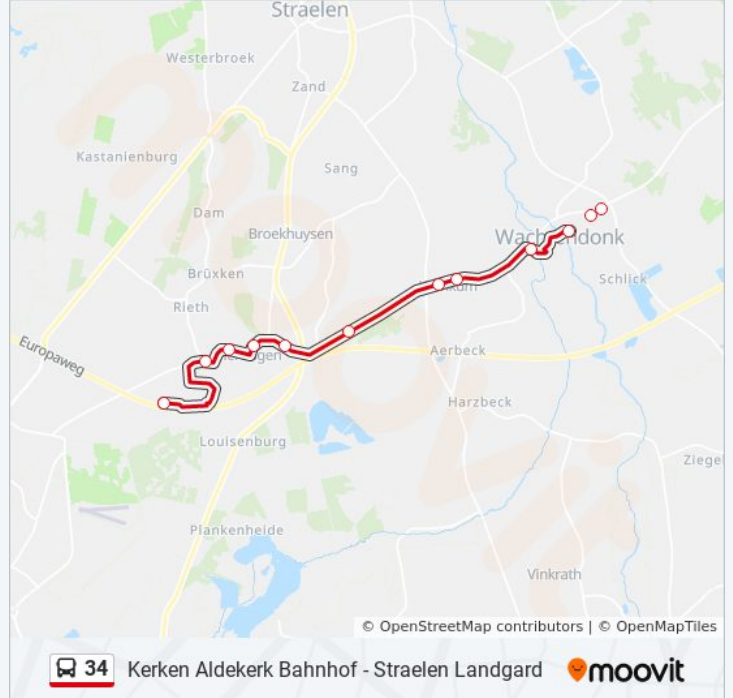 Straelen
Westerbroek
Zand
Kastanienburg
Sang
Dam
Broekhuysen
Wachtendonk
Brüxken
Schlick
Rieth
Europaweg
Aerbeck
Harzbeck
Louisenburg
Ziegel
Plankenheide
Vinkrath
© OpenStreetMap contributors | © OpenMapTiles
34 Kerken Aldekerk Bahnhof - Straelen Landgard moovit